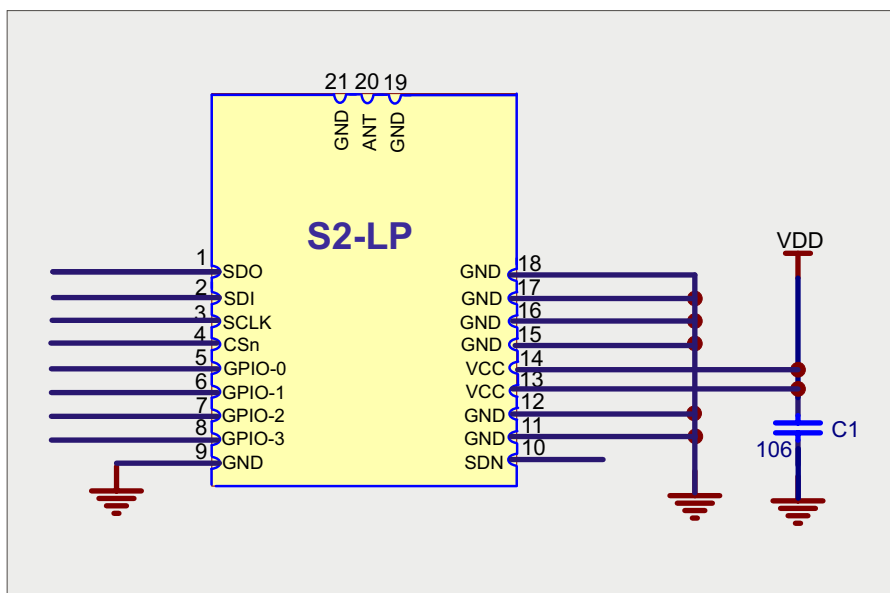 21 20 19
GND ANT GND
S2-LP
VDD
1 SDO
2 SDI
3 SCLK
4 CSn
5 GPIO-0
6 GPIO-1
7 GPIO-2
8 GPIO-3
9 GND
GND 18
GND 17
GND 16
GND 15
VCC 14
VCC 13
GND 12
GND 11
SDN 10
C1
106